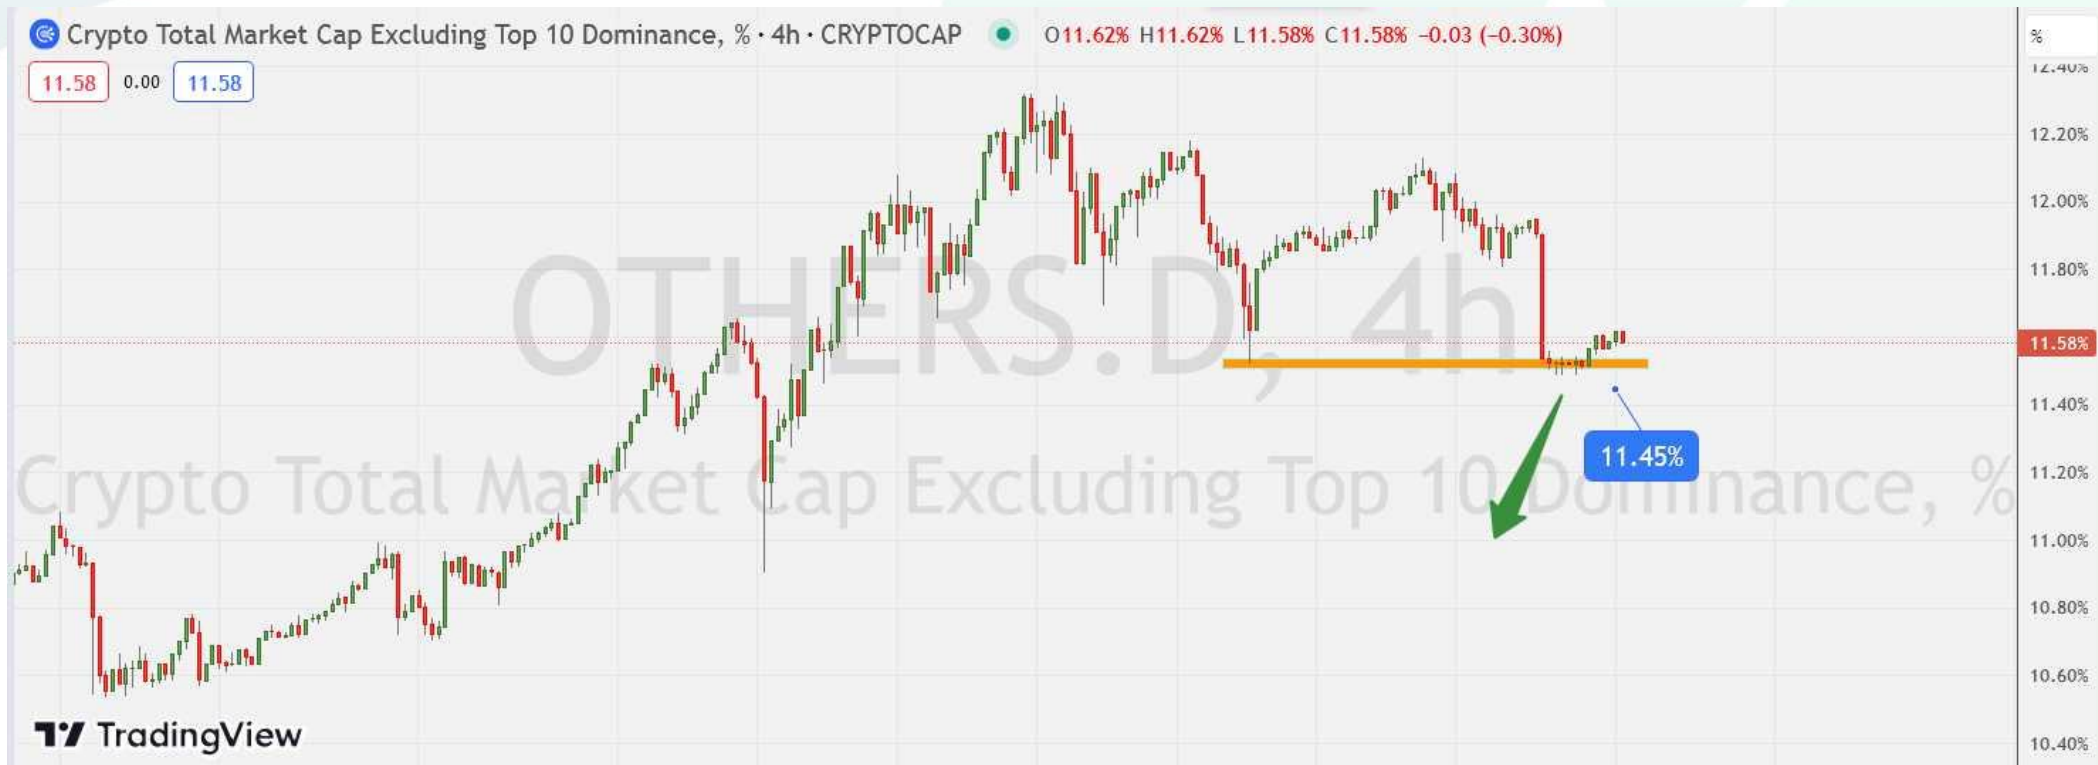 Crypto Total Market Cap Excluding Top 10 Dominance, % · 4h · CRYPTOCAP O11.62% H11.62% L11.58% C11.58% −0.03 (−0.30%)
%
11.58 0.00 11.58
12.40%
12.20%
12.00%
11.80%
11.58%
11.40%
11.20%
11.00%
10.80%
10.60%
10.40%
OTHERS.D, 4h
11.45%
Crypto Total Market Cap Excluding Top 10 Dominance, %
TradingView